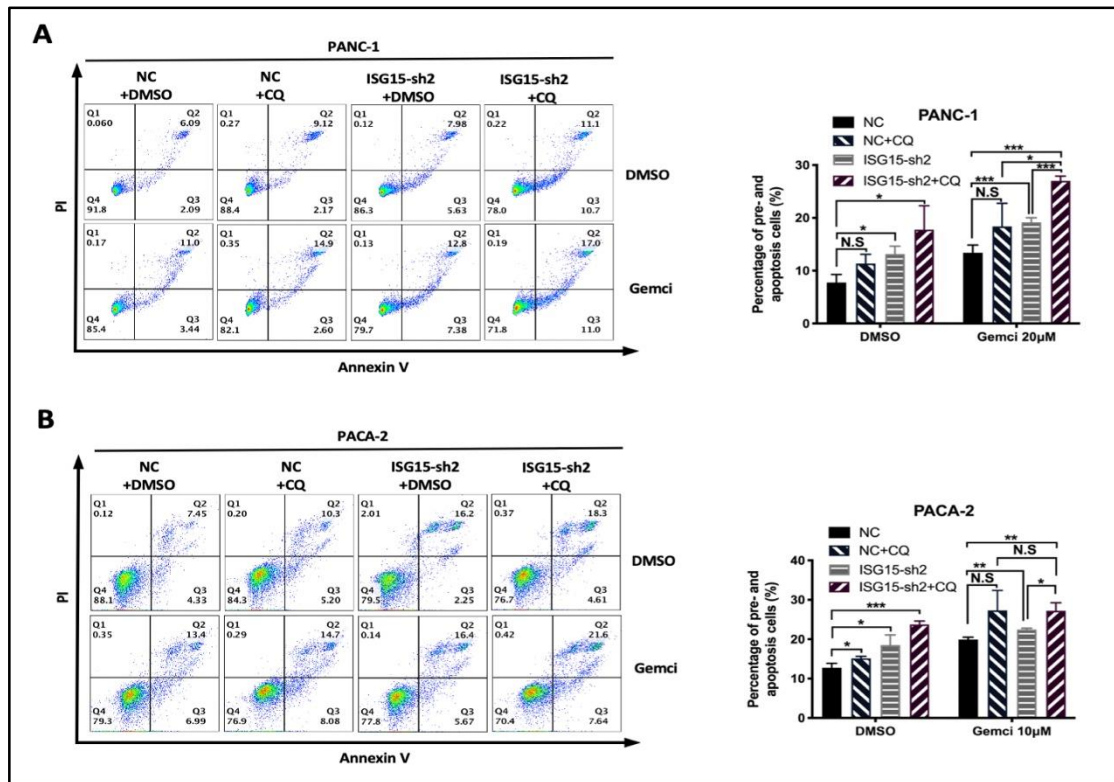 A
PANC-1
NC
+DMSO
NC
+CQ
ISG15-sh2
+DMSO
ISG15-sh2
+CQ
Q1
0.060
Q2
6.09
Q4
91.8
Q3
2.09
Q1
0.27
Q2
9.12
Q4
88.4
Q3
2.17
Q1
0.12
Q2
7.98
Q4
86.3
Q3
5.63
Q1
0.22
Q2
11.1
Q4
78.0
Q3
10.7
DMSO
Q1
0.17
Q2
11.0
Q4
85.4
Q3
3.44
Q1
0.35
Q2
14.9
Q4
82.1
Q3
2.60
Q1
0.13
Q2
12.8
Q4
79.7
Q3
7.38
Q1
0.19
Q2
17.0
Q4
71.8
Q3
11.0
Gemci
PI
Annexin V
PANC-1
NC
NC+CQ
ISG15-sh2
ISG15-sh2+CQ
Percentage of pre- and
apoptosis cells (%)
30
20
10
0
N.S
*
*
N.S
***
***
*
***
DMSO
Gemci 20μM
B
PACA-2
NC
+DMSO
NC
+CQ
ISG15-sh2
+DMSO
ISG15-sh2
+CQ
Q1
0.12
Q2
7.45
Q4
88.1
Q3
4.33
Q1
0.20
Q2
10.3
Q4
84.3
Q3
5.20
Q1
2.01
Q2
16.2
Q4
79.5
Q3
2.25
Q1
0.37
Q2
18.3
Q4
76.7
Q3
4.61
DMSO
Q1
0.35
Q2
13.4
Q4
79.3
Q3
6.99
Q1
0.29
Q2
14.7
Q4
76.9
Q3
8.08
Q1
0.14
Q2
16.4
Q4
77.8
Q3
5.67
Q1
0.42
Q2
21.6
Q4
70.4
Q3
7.64
Gemci
PI
Annexin V
PACA-2
NC
NC+CQ
ISG15-sh2
ISG15-sh2+CQ
Percentage of pre- and
apoptosis cells (%)
40
30
20
10
0
*
*
***
N.S
**
**
N.S
*
DMSO
Gemci 10μM